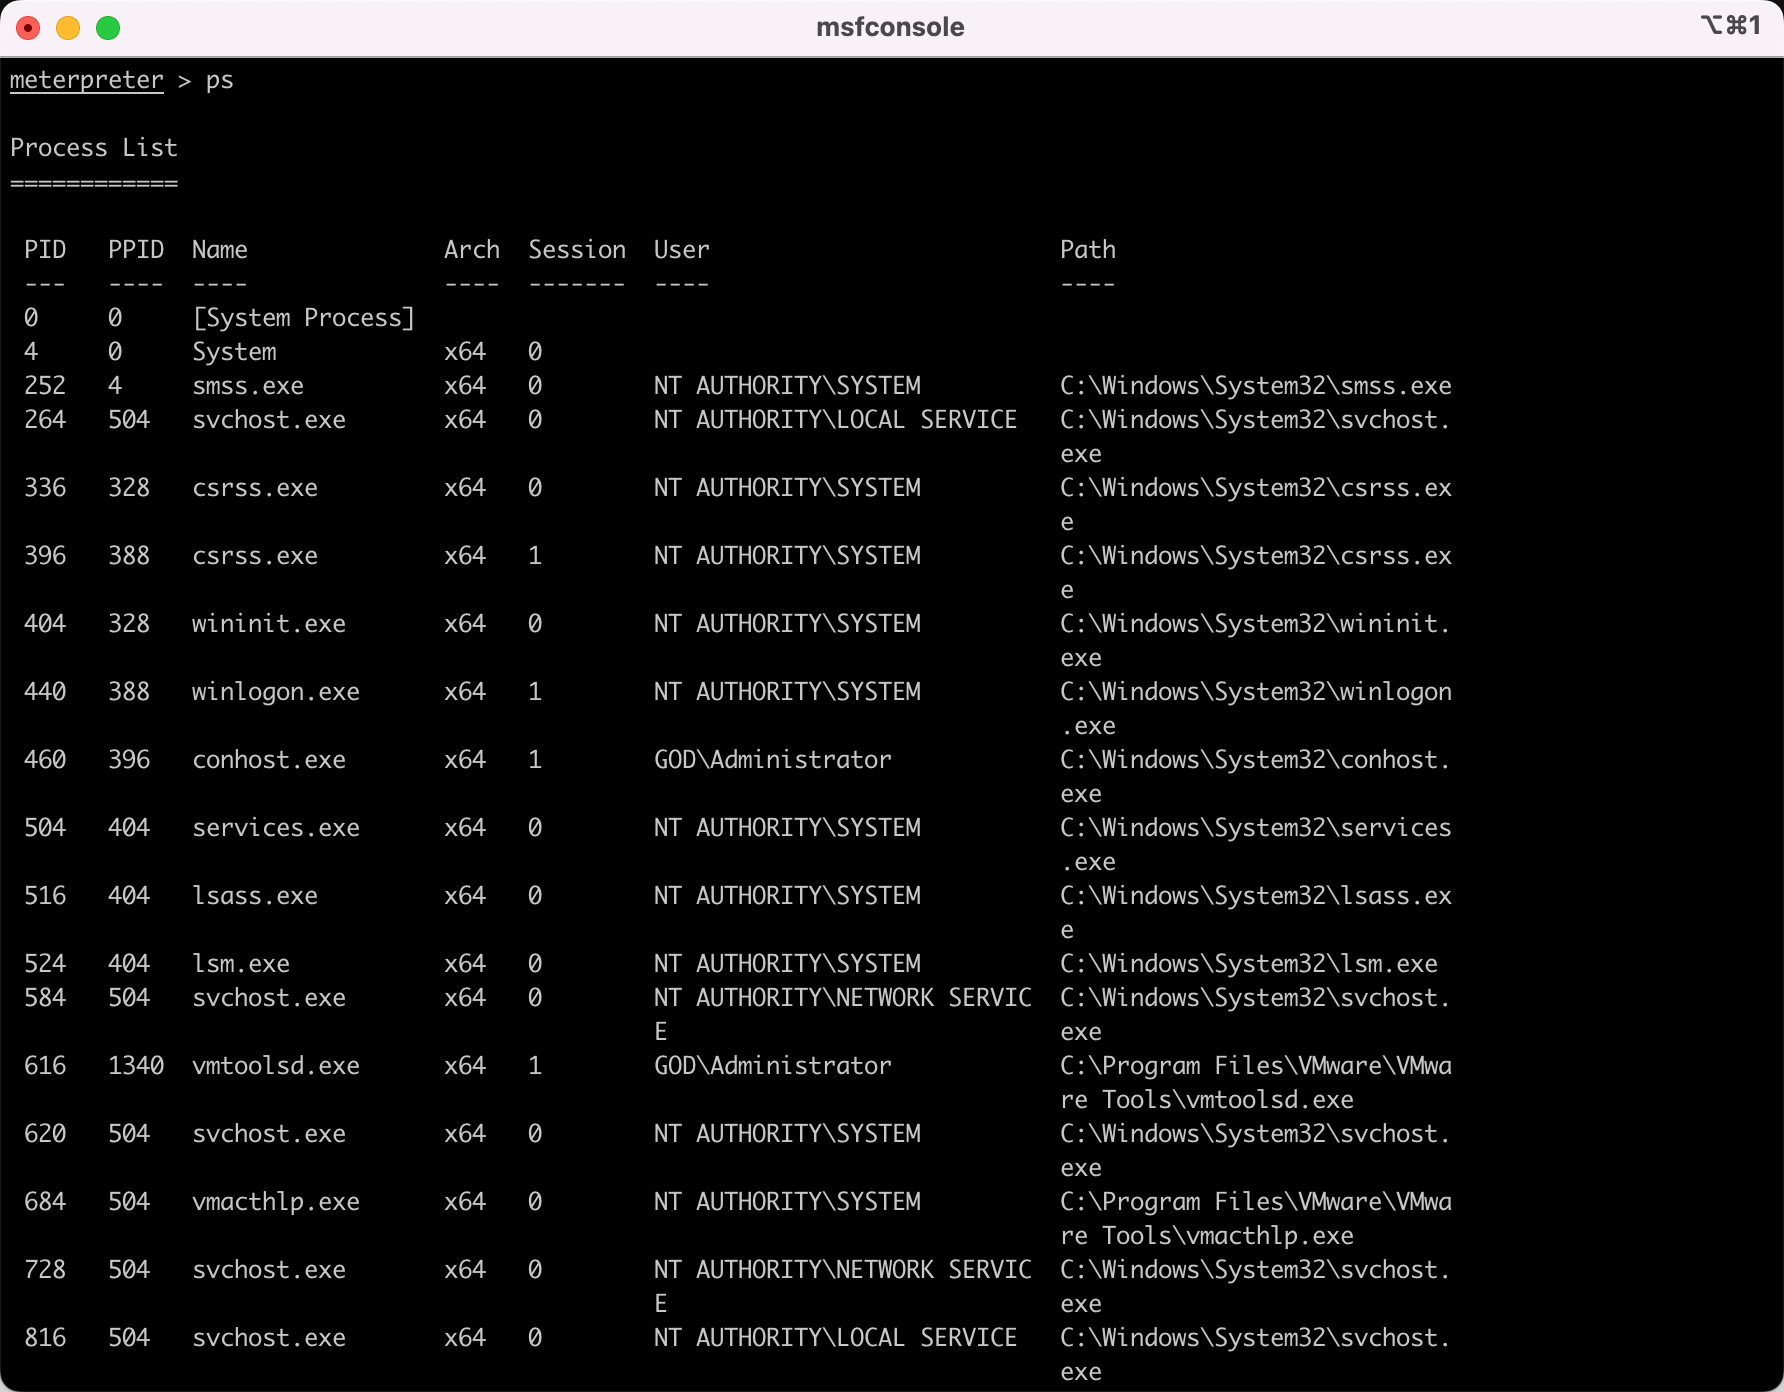 msfconsole ⌥⌘1
meterpreter > ps
Process List
============
PID PPID Name Arch Session User Path
--- ---- ---- ---- ------- ---- ----
0 0 [System Process]
4 0 System x64 0
252 4 smss.exe x64 0 NT AUTHORITY\SYSTEM C:\Windows\System32\smss.exe
264 504 svchost.exe x64 0 NT AUTHORITY\LOCAL SERVICE C:\Windows\System32\svchost.
exe
336 328 csrss.exe x64 0 NT AUTHORITY\SYSTEM C:\Windows\System32\csrss.ex
e
396 388 csrss.exe x64 1 NT AUTHORITY\SYSTEM C:\Windows\System32\csrss.ex
e
404 328 wininit.exe x64 0 NT AUTHORITY\SYSTEM C:\Windows\System32\wininit.
exe
440 388 winlogon.exe x64 1 NT AUTHORITY\SYSTEM C:\Windows\System32\winlogon
.exe
460 396 conhost.exe x64 1 GOD\Administrator C:\Windows\System32\conhost.
exe
504 404 services.exe x64 0 NT AUTHORITY\SYSTEM C:\Windows\System32\services
.exe
516 404 lsass.exe x64 0 NT AUTHORITY\SYSTEM C:\Windows\System32\lsass.ex
e
524 404 lsm.exe x64 0 NT AUTHORITY\SYSTEM C:\Windows\System32\lsm.exe
584 504 svchost.exe x64 0 NT AUTHORITY\NETWORK SERVIC C:\Windows\System32\svchost.
E exe
616 1340 vmtoolsd.exe x64 1 GOD\Administrator C:\Program Files\VMware\VMwa
re Tools\vmtoolsd.exe
620 504 svchost.exe x64 0 NT AUTHORITY\SYSTEM C:\Windows\System32\svchost.
exe
684 504 vmacthlp.exe x64 0 NT AUTHORITY\SYSTEM C:\Program Files\VMware\VMwa
re Tools\vmacthlp.exe
728 504 svchost.exe x64 0 NT AUTHORITY\NETWORK SERVIC C:\Windows\System32\svchost.
E exe
816 504 svchost.exe x64 0 NT AUTHORITY\LOCAL SERVICE C:\Windows\System32\svchost.
exe